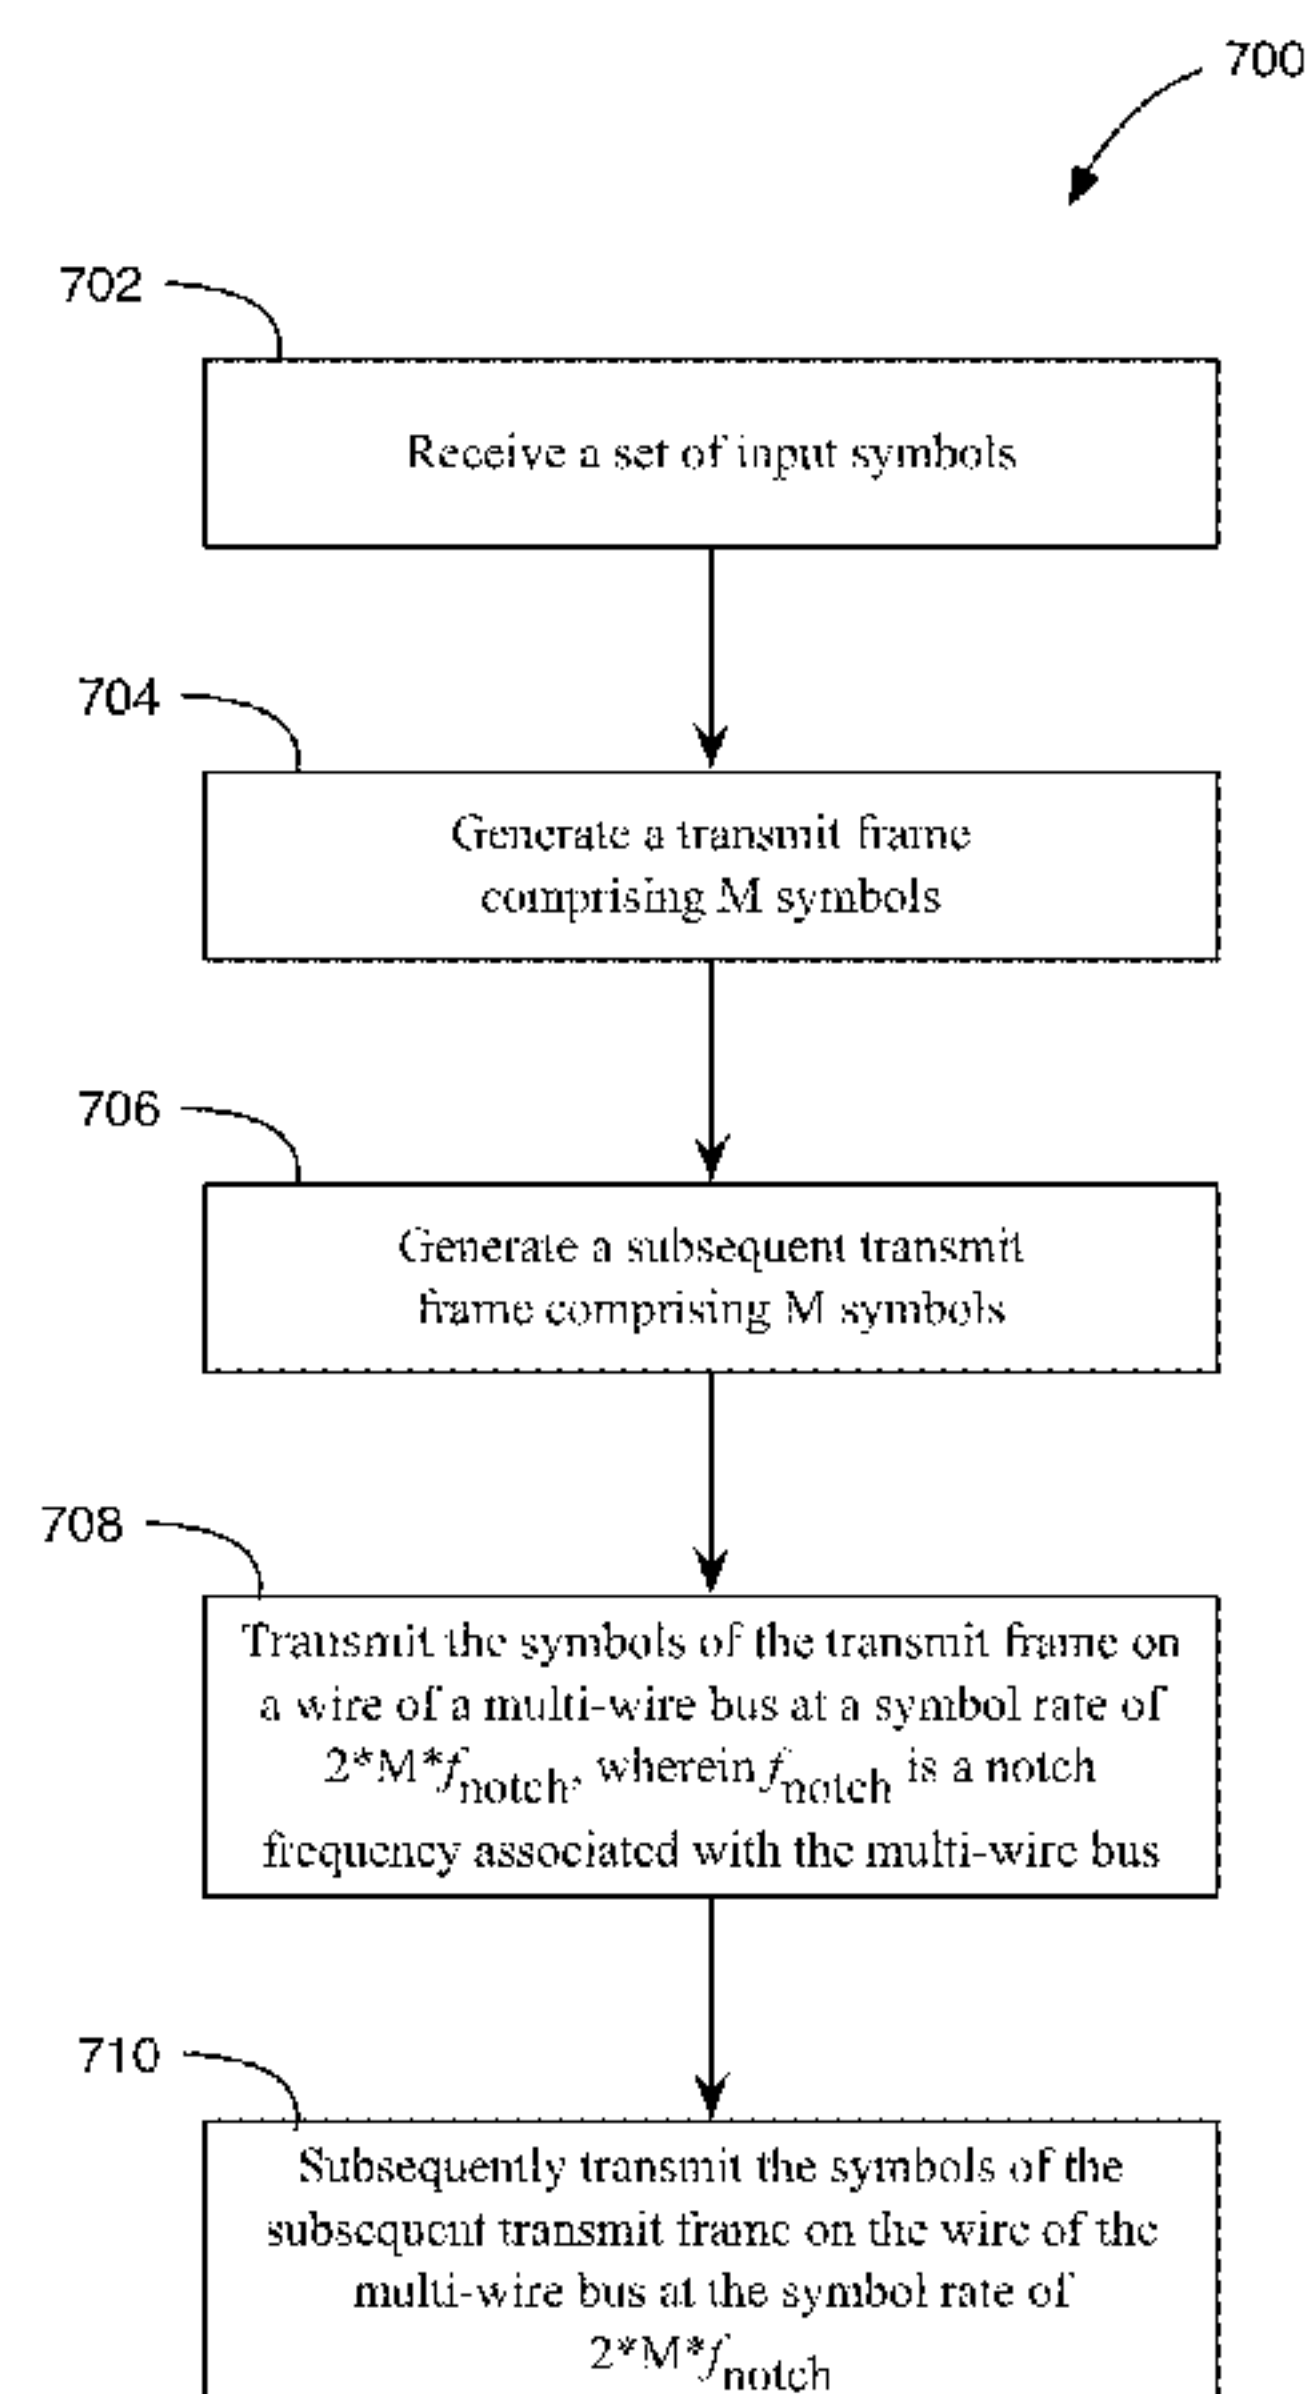 700
702
Receive a set of input symbols
704
Generate a transmit frame
comprising M symbols
706
Generate a subsequent transmit
frame comprising M symbols
708
Transmit the symbols of the transmit frame on
a wire of a multi-wire bus at a symbol rate of
2*M*fnotch, wherein fnotch is a notch
frequency associated with the multi-wire bus
710
Subsequently transmit the symbols of the
subsequent transmit frame on the wire of the
multi-wire bus at the symbol rate of
2*M*fnotch